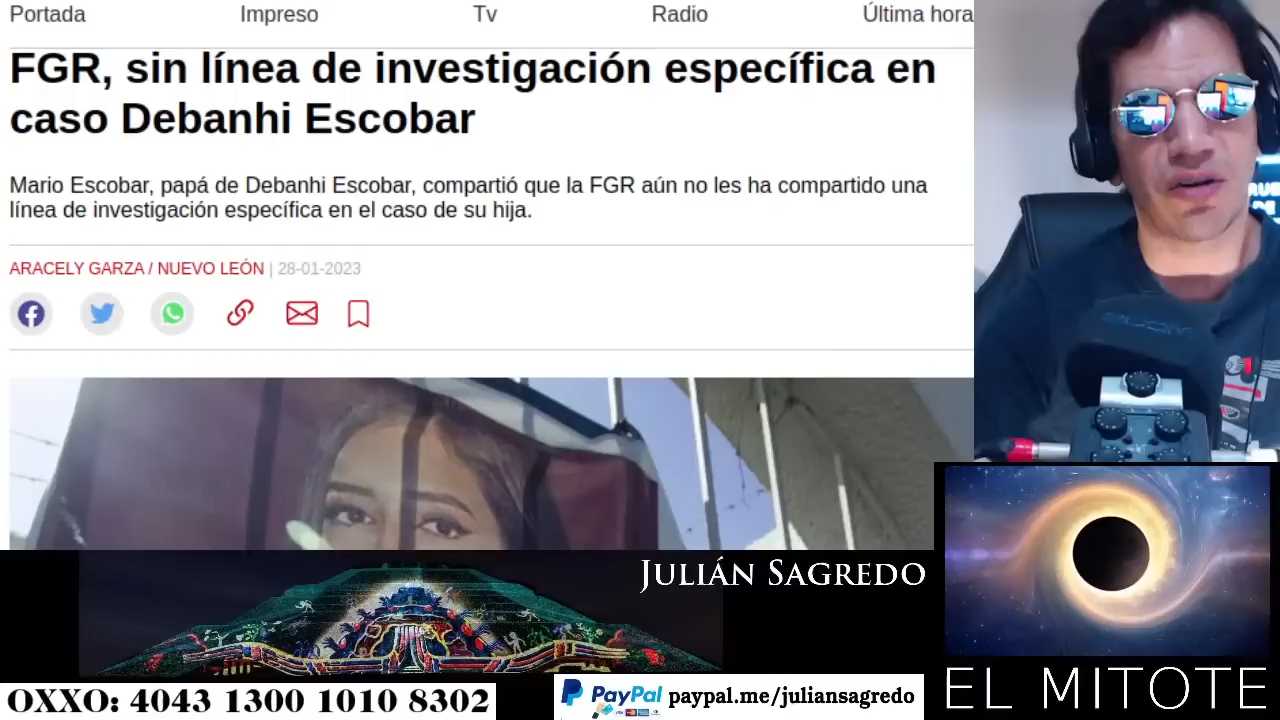 Portada Impreso Tv Radio Última hora
FGR, sin línea de investigación específica en
caso Debanhi Escobar
Mario Escobar, papá de Debanhi Escobar, compartió que la FGR aún no les ha compartido una
línea de investigación específica en el caso de su hija.
ARACELY GARZA / NUEVO LEÓN | 28-01-2023
JULIÁN SAGREDO
EL MITOTE
OXXO: 4043 1300 1010 8302
PayPal paypal.me/juliansagredo